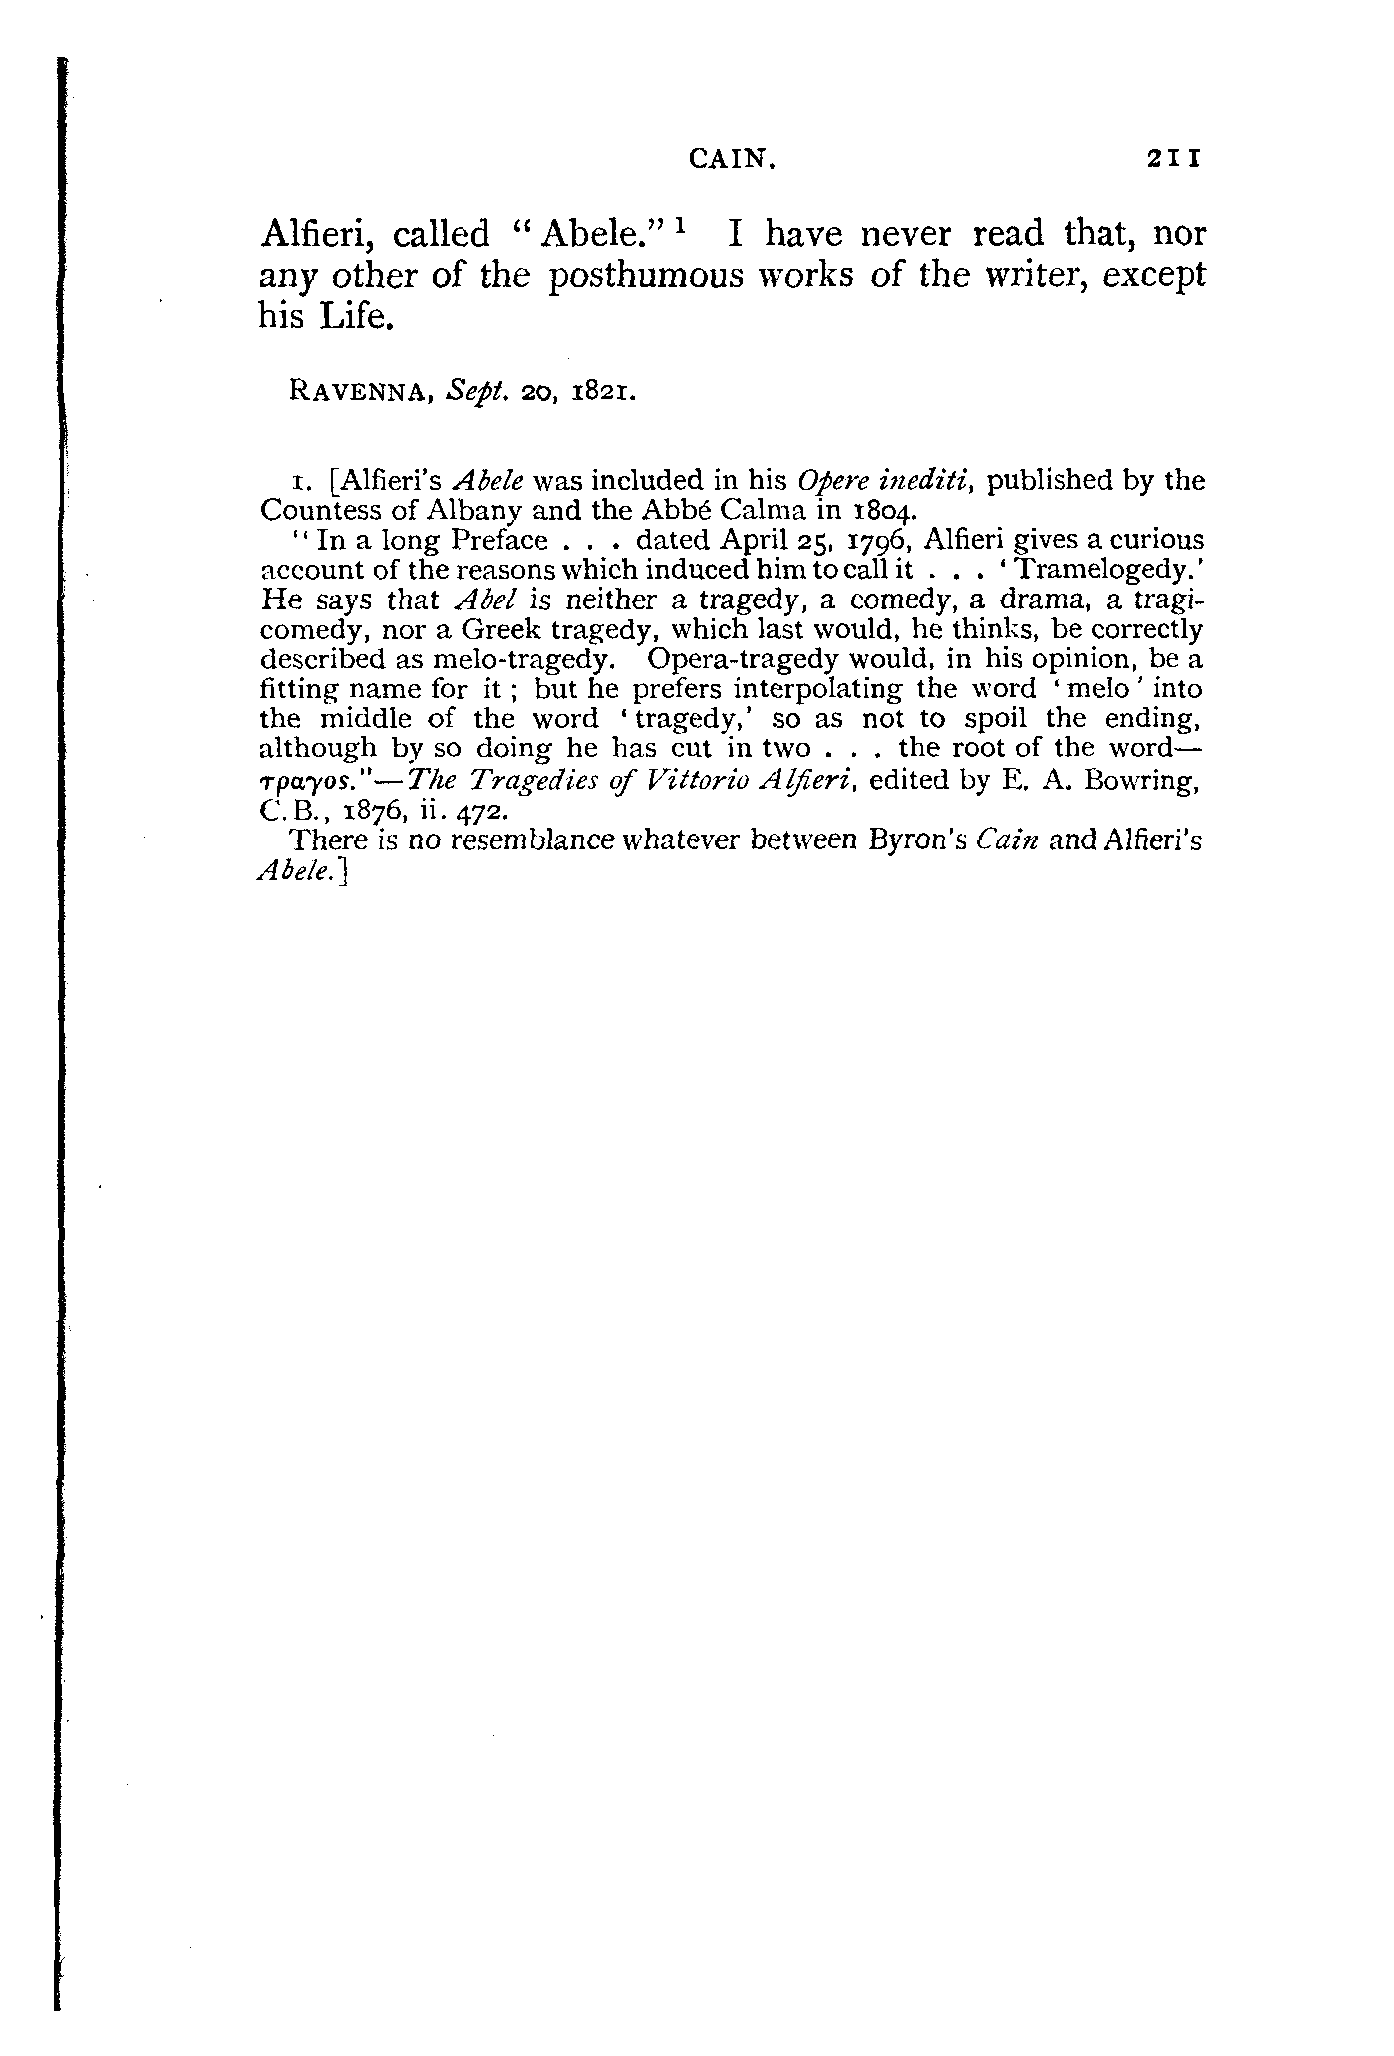 CAIN. 211
Alfieri, called “Abele.” 1 I have never read that, nor
any other of the posthumous works of the writer, except
his Life.
RAVENNA, Sept. 20, 1821.
1. [Alfieri's Abele was included in his Opere inediti, published by the
Countess of Albany and the Abbé Calma in 1804.
“In a long Preface . . . dated April 25, 1796, Alfieri gives a curious
account of the reasons which induced him to call it . . . ‘Tramelogedy.’
He says that Abel is neither a tragedy, a comedy, a drama, a tragi-
comedy, nor a Greek tragedy, which last would, he thinks, be correctly
described as melo-tragedy. Opera-tragedy would, in his opinion, be a
fitting name for it; but he prefers interpolating the word ‘melo’ into
the middle of the word ‘tragedy,’ so as not to spoil the ending,
although by so doing he has cut in two . . . the root of the word—
τραγος.”—The Tragedies of Vittorio Alfieri, edited by E. A. Bowring,
C.B., 1876, ii. 472.
There is no resemblance whatever between Byron's Cain and Alfieri's
Abele.]